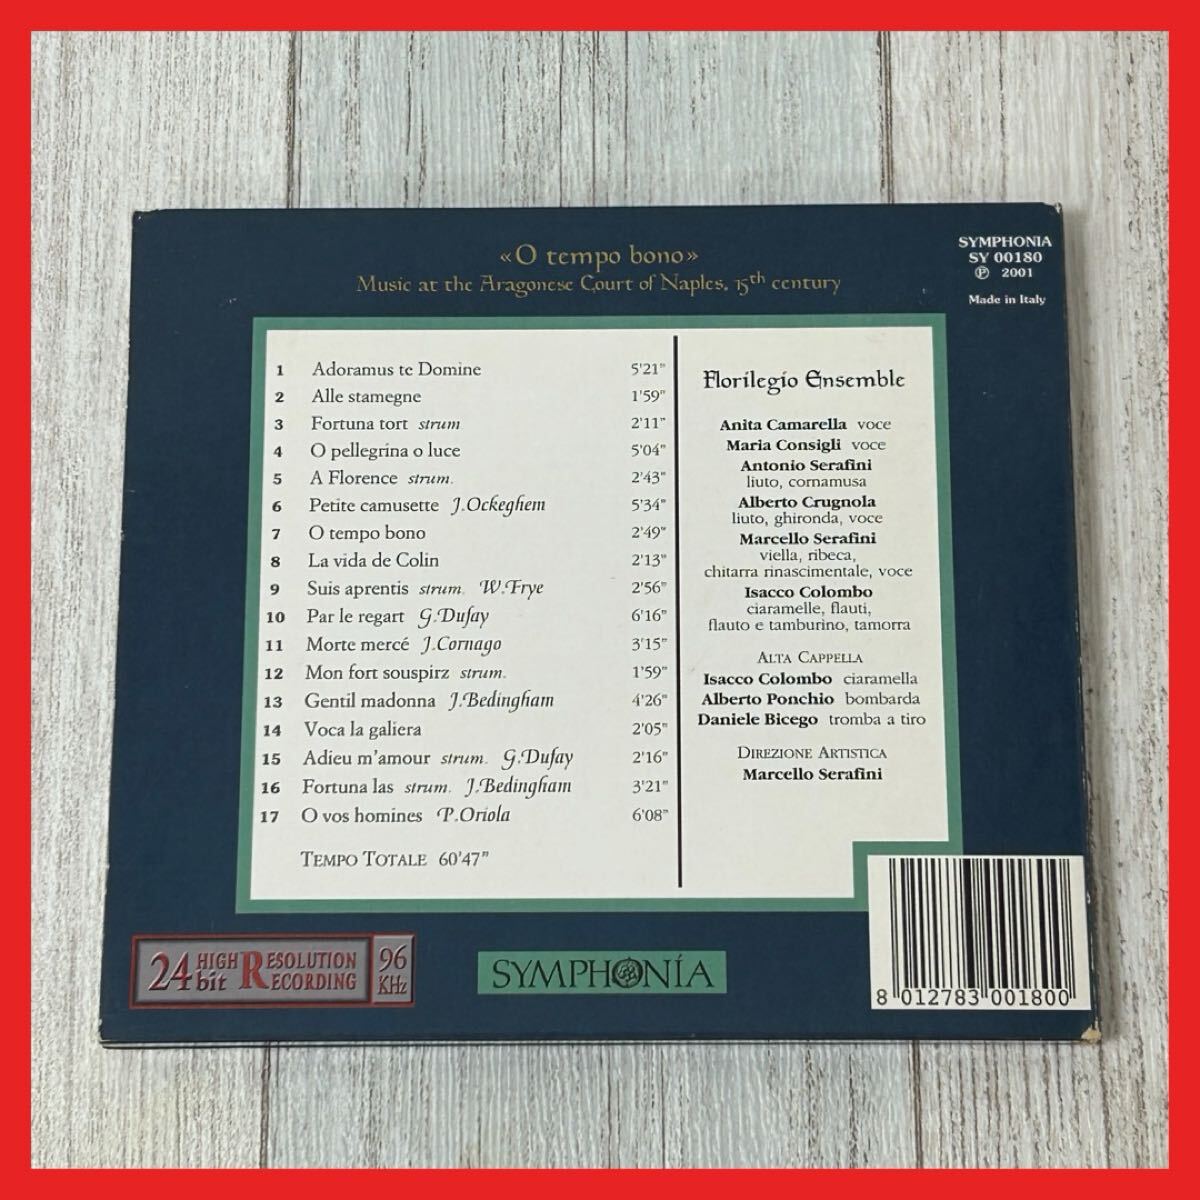 «O tempo bono»
Music at the Aragonese Court of Naples, 15th century
SYMPHONIA
SY 00180
℗ 2001
Made in Italy
1 Adoramus te Domine 5'21"
2 Alle stamegne 1'59"
3 Fortuna tort strum 2'11"
4 O pellegrina o luce 5'04"
5 A Florence strum. 2'43"
6 Petite camusette J.Ockeghem 5'34"
7 O tempo bono 2'49"
8 La vida de Colin 2'13"
9 Suis aprentis strum. W.Frye 2'56"
10 Par le regart G.Dufay 6'16"
11 Morte mercé J.Cornago 3'15"
12 Mon fort souspirz strum. 1'59"
13 Gentil madonna J.Bedingham 4'26"
14 Voca la galiera 2'05"
15 Adieu m'amour strum. G.Dufay 2'16"
16 Fortuna las strum. J.Bedingham 3'21"
17 O vos homines P.Oriola 6'08"
TEMPO TOTALE 60'47"
Florilegio Ensemble
Anita Camarella voce
Maria Consigli voce
Antonio Serafini
liuto, cornamusa
Alberto Crugnola
liuto, ghironda, voce
Marcello Serafini
viella, ribeca,
chitarra rinascimentale, voce
Isacco Colombo
ciaramelle, flauti,
flauto e tamburino, tamorra
ALTA CAPPELLA
Isacco Colombo ciaramella
Alberto Ponchio bombarda
Daniele Bicego tromba a tiro
DIREZIONE ARTISTICA
Marcello Serafini
24 bit HIGH RESOLUTION RECORDING 96 KHz
SYMPHONÍA
8 012783 001800